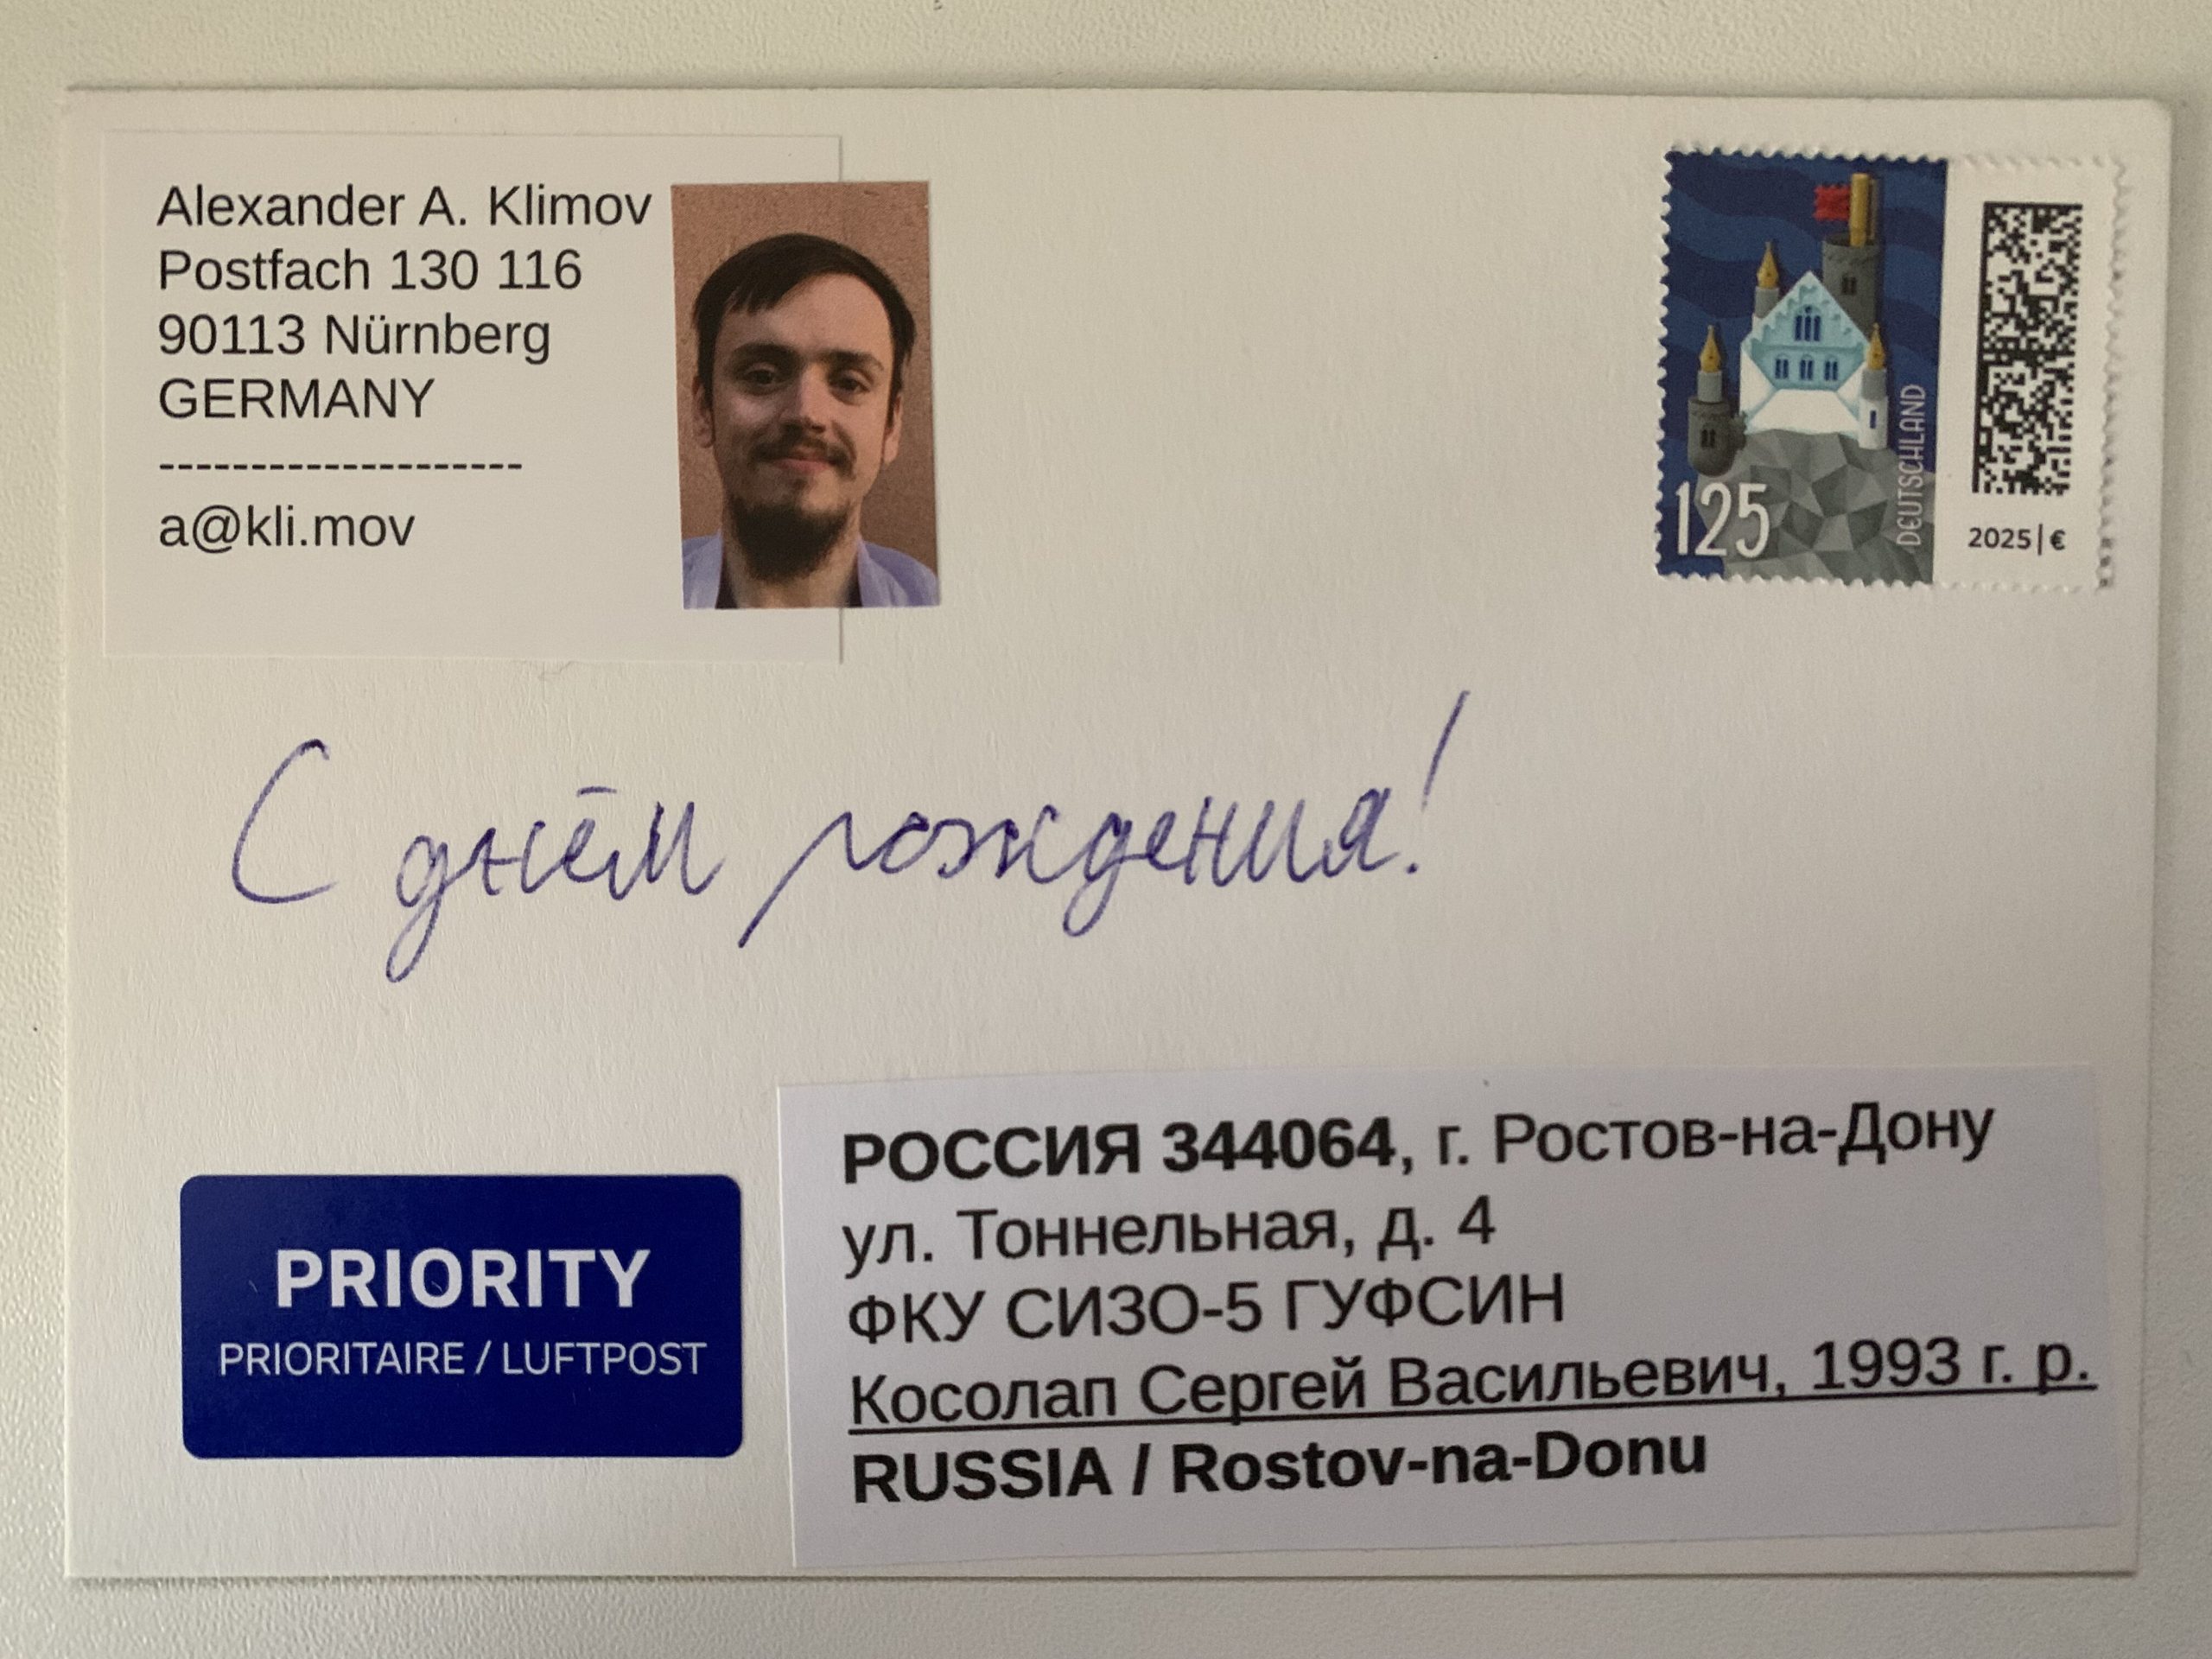 Alexander A. Klimov
Postfach 130 116
90113 Nürnberg
GERMANY
--------------------
a@kli.mov
125
DEUTSCHLAND
2025|€
С днём рождения!
PRIORITY
PRIORITAIRE / LUFTPOST
РОССИЯ 344064, г. Ростов-на-Дону
ул. Тоннельная, д. 4
ФКУ СИЗО-5 ГУФСИН
Косолап Сергей Васильевич, 1993 г. р.
RUSSIA / Rostov-na-Donu